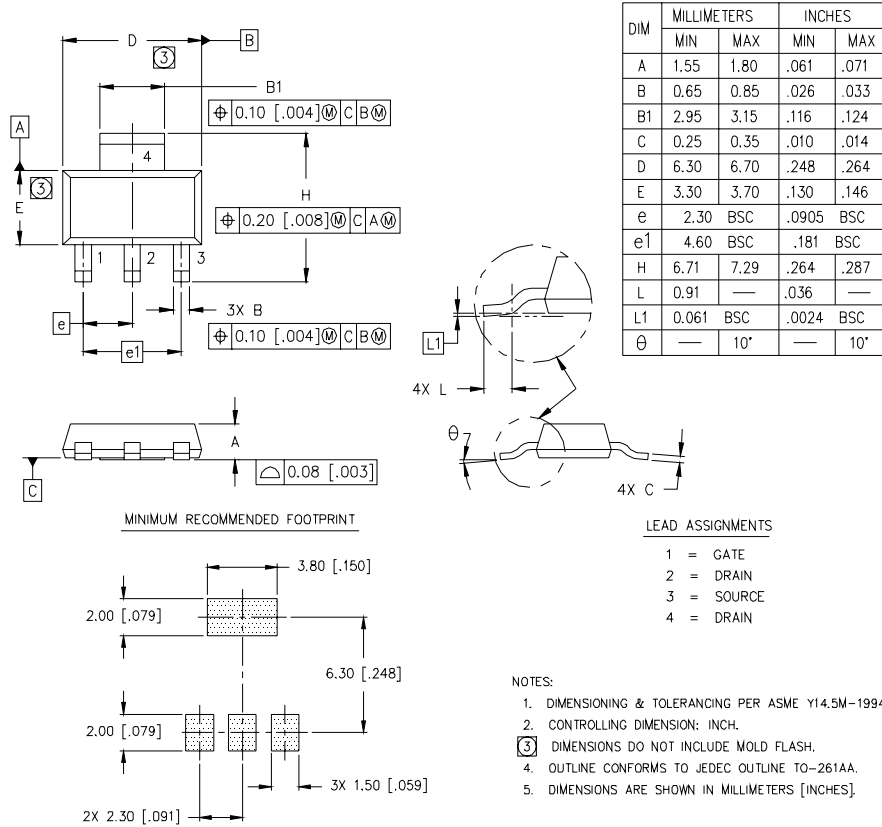 D
B
3
B1
⌖ 0.10 [.004]Ⓜ C BⓂ
A
4
3
E
H
⌖ 0.20 [.008]Ⓜ C AⓂ
1 2 3
3X B
e
⌖ 0.10 [.004]Ⓜ C BⓂ
e1
L1
4X L
A
⌓ 0.08 [.003]
C
θ
4X C
DIM MILLIMETERS INCHES
MIN MAX MIN MAX
A 1.55 1.80 .061 .071
B 0.65 0.85 .026 .033
B1 2.95 3.15 .116 .124
C 0.25 0.35 .010 .014
D 6.30 6.70 .248 .264
E 3.30 3.70 .130 .146
e 2.30 BSC .0905 BSC
e1 4.60 BSC .181 BSC
H 6.71 7.29 .264 .287
L 0.91 — .036 —
L1 0.061 BSC .0024 BSC
θ — 10° — 10°
MINIMUM RECOMMENDED FOOTPRINT
3.80 [.150]
2.00 [.079]
6.30 [.248]
2.00 [.079]
3X 1.50 [.059]
2X 2.30 [.091]
LEAD ASSIGNMENTS
1 = GATE
2 = DRAIN
3 = SOURCE
4 = DRAIN
NOTES:
1. DIMENSIONING & TOLERANCING PER ASME Y14.5M-1994
2. CONTROLLING DIMENSION: INCH.
3 DIMENSIONS DO NOT INCLUDE MOLD FLASH.
4. OUTLINE CONFORMS TO JEDEC OUTLINE TO-261AA.
5. DIMENSIONS ARE SHOWN IN MILLIMETERS [INCHES].